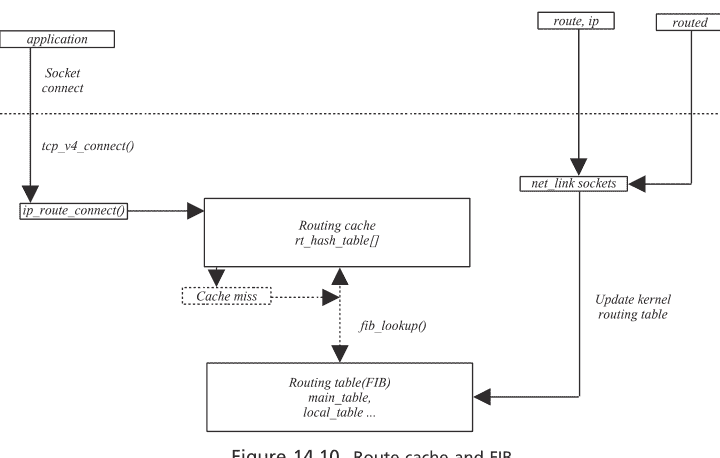 application
route, ip
routed
Socket
connect
tcp_v4_connect()
net_link sockets
ip_route_connect()
Routing cache
rt_hash_table[]
Cache miss
Update kernel
routing table
fib_lookup()
Routing table(FIB)
main_table,
local_table ...
Figure 14.10 Route cache and FIB